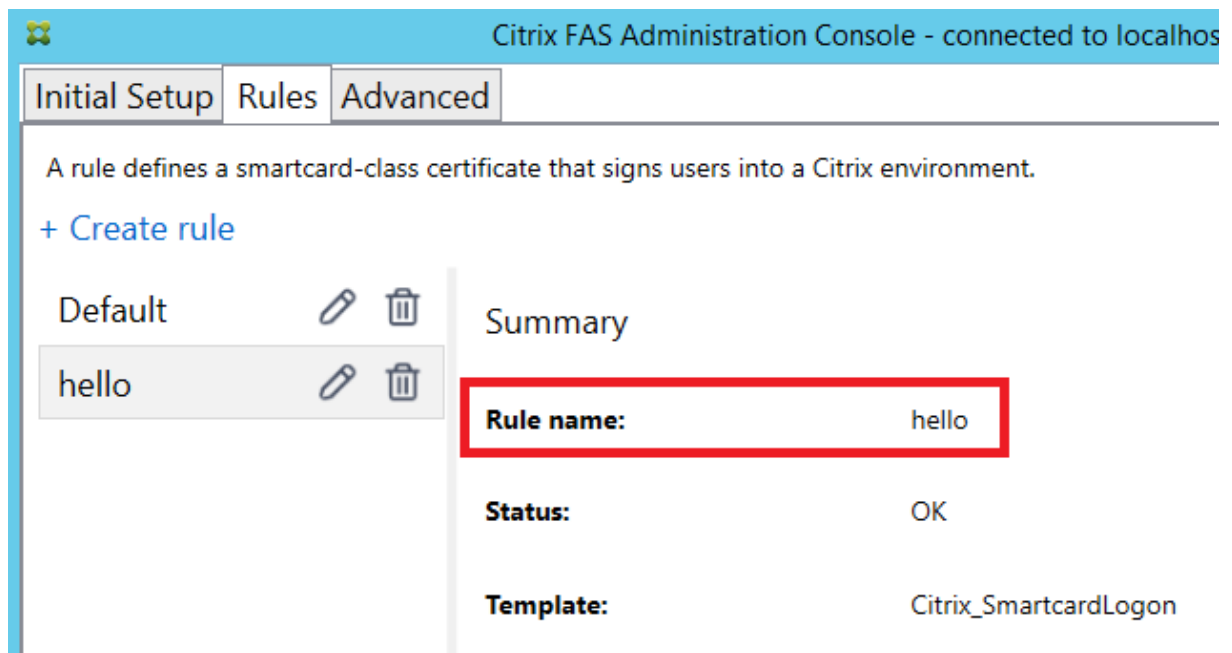 Citrix FAS Administration Console - connected to localhos
Initial Setup Rules Advanced
A rule defines a smartcard-class certificate that signs users into a Citrix environment.
+ Create rule
Default
hello
Summary
Rule name: hello
Status: OK
Template: Citrix_SmartcardLogon